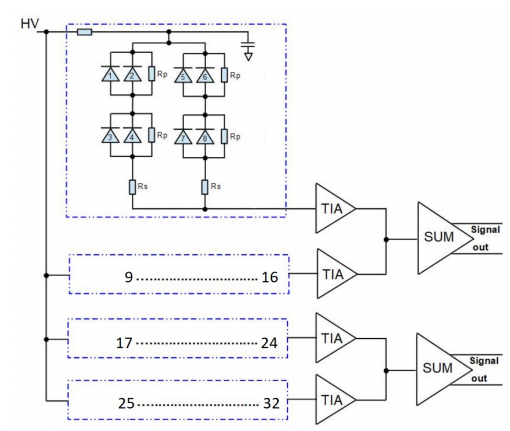 HV
1 2 Rp 5 6 Rp
3 4 Rp 7 8 Rp
Rs Rs
TIA
SUM
Signal
out
9 ........................ 16
TIA
17 ........................ 24
TIA
SUM
Signal
out
25 ........................ 32
TIA